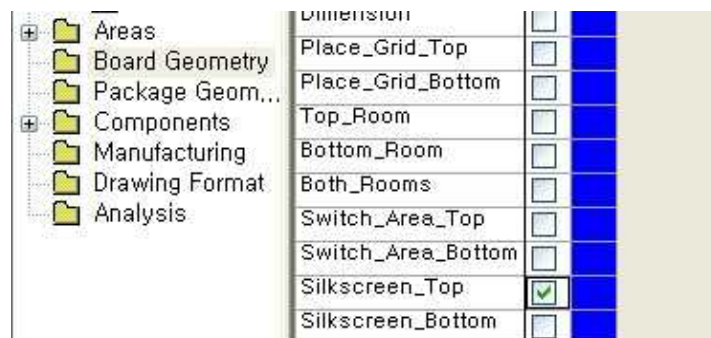 Areas
Board Geometry
Package Geom...
Components
Manufacturing
Drawing Format
Analysis
Dimension
Place_Grid_Top
Place_Grid_Bottom
Top_Room
Bottom_Room
Both_Rooms
Switch_Area_Top
Switch_Area_Bottom
Silkscreen_Top
Silkscreen_Bottom